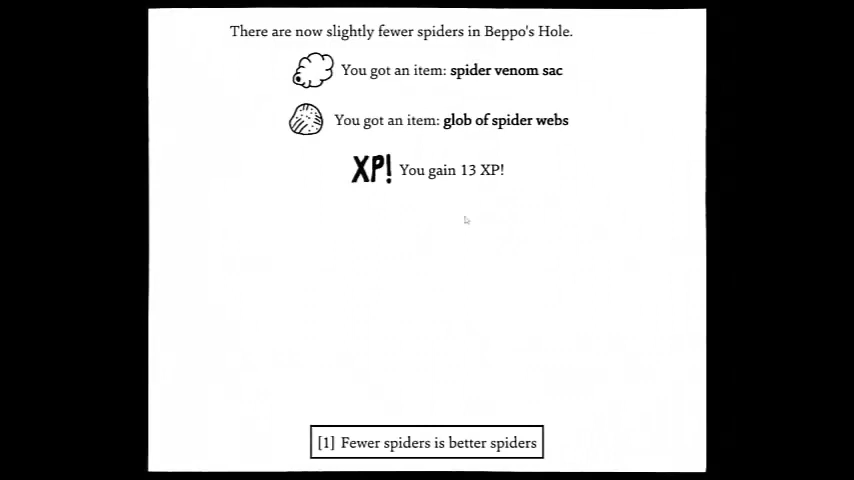 There are now slightly fewer spiders in Beppo's Hole.
You got an item: spider venom sac
You got an item: glob of spider webs
XP! You gain 13 XP!
[1] Fewer spiders is better spiders